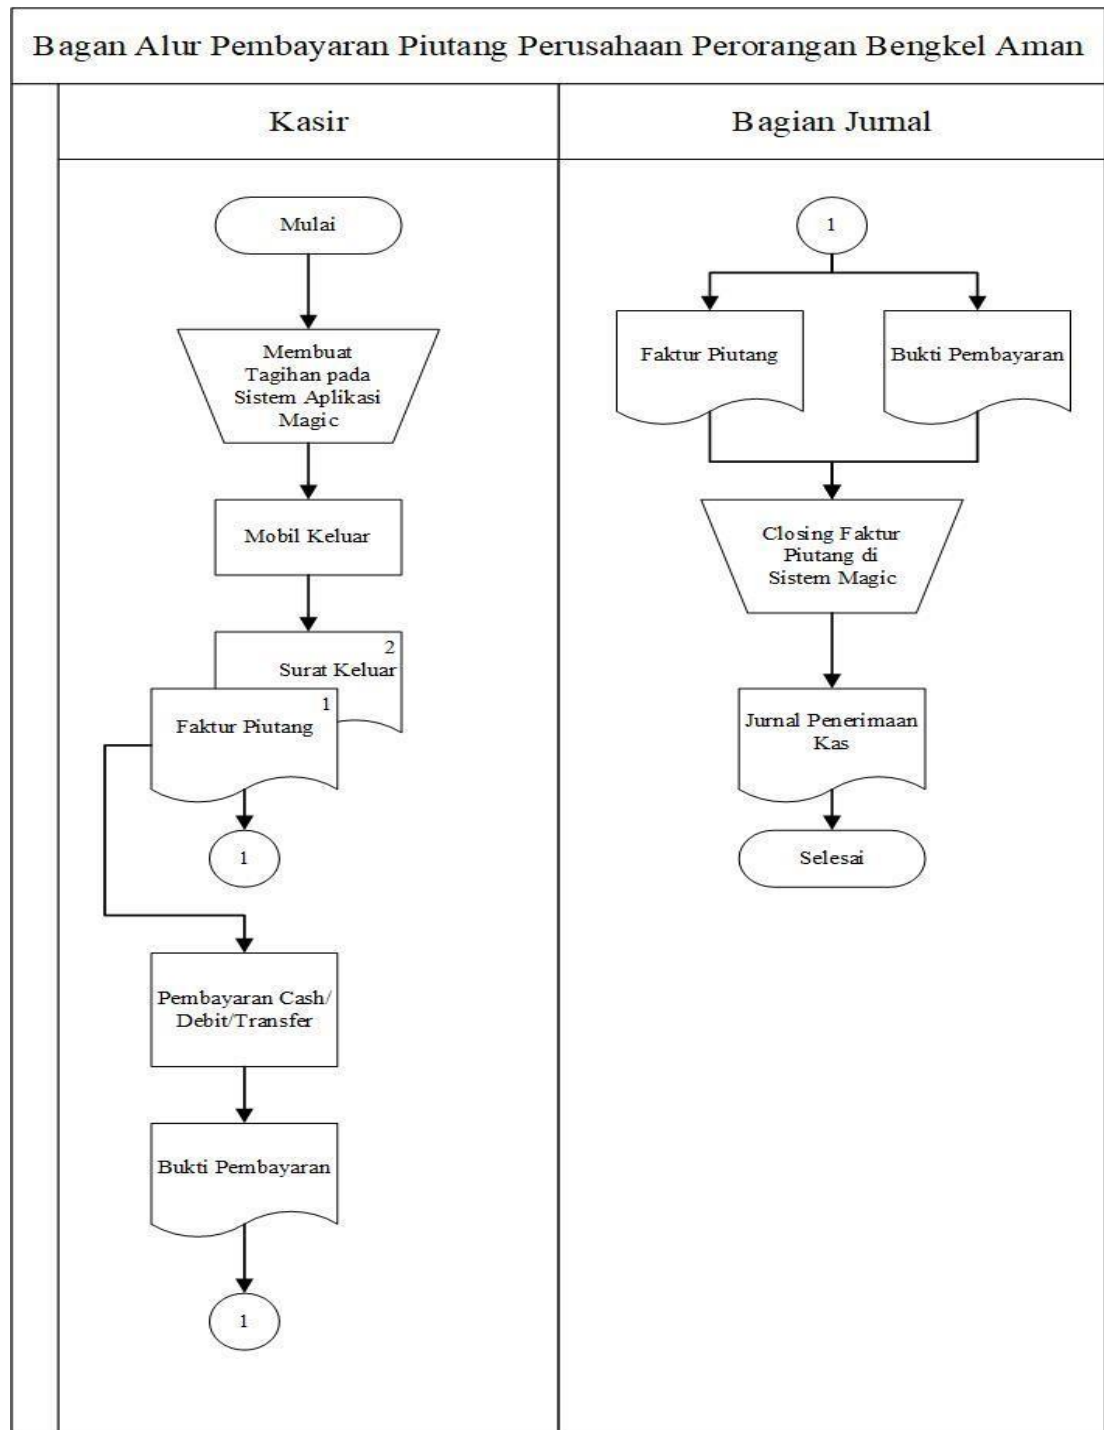 Bagan Alur Pembayaran Piutang Perusahaan Perorangan Bengkel Aman
Kasir
Mulai
Membuat
Tagihan pada
Sistem Aplikasi
Magic
Mobil Keluar
2
Surat Keluar
1
Faktur Piutang
1
Pembayaran Cash/
Debit/Transfer
Bukti Pembayaran
1
Bagian Jurnal
1
Faktur Piutang
Bukti Pembayaran
Closing Faktur
Piutang di
Sistem Magic
Jurnal Penerimaan
Kas
Selesai